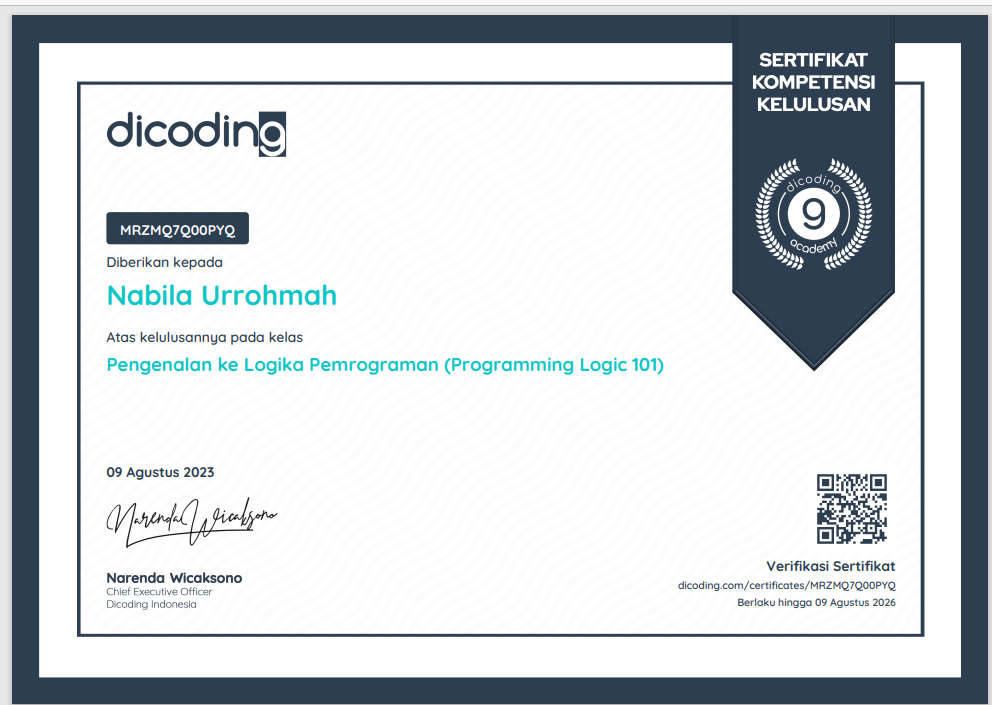 SERTIFIKAT
KOMPETENSI
KELULUSAN
dicoding
dicoding
9
academy
MRZMQ7Q00PYQ
Diberikan kepada
Nabila Urrohmah
Atas kelulusannya pada kelas
Pengenalan ke Logika Pemrograman (Programming Logic 101)
09 Agustus 2023
Narenda Wicaksono
Narenda Wicaksono
Chief Executive Officer
Dicoding Indonesia
Verifikasi Sertifikat
dicoding.com/certificates/MRZMQ7Q00PYQ
Berlaku hingga 09 Agustus 2026